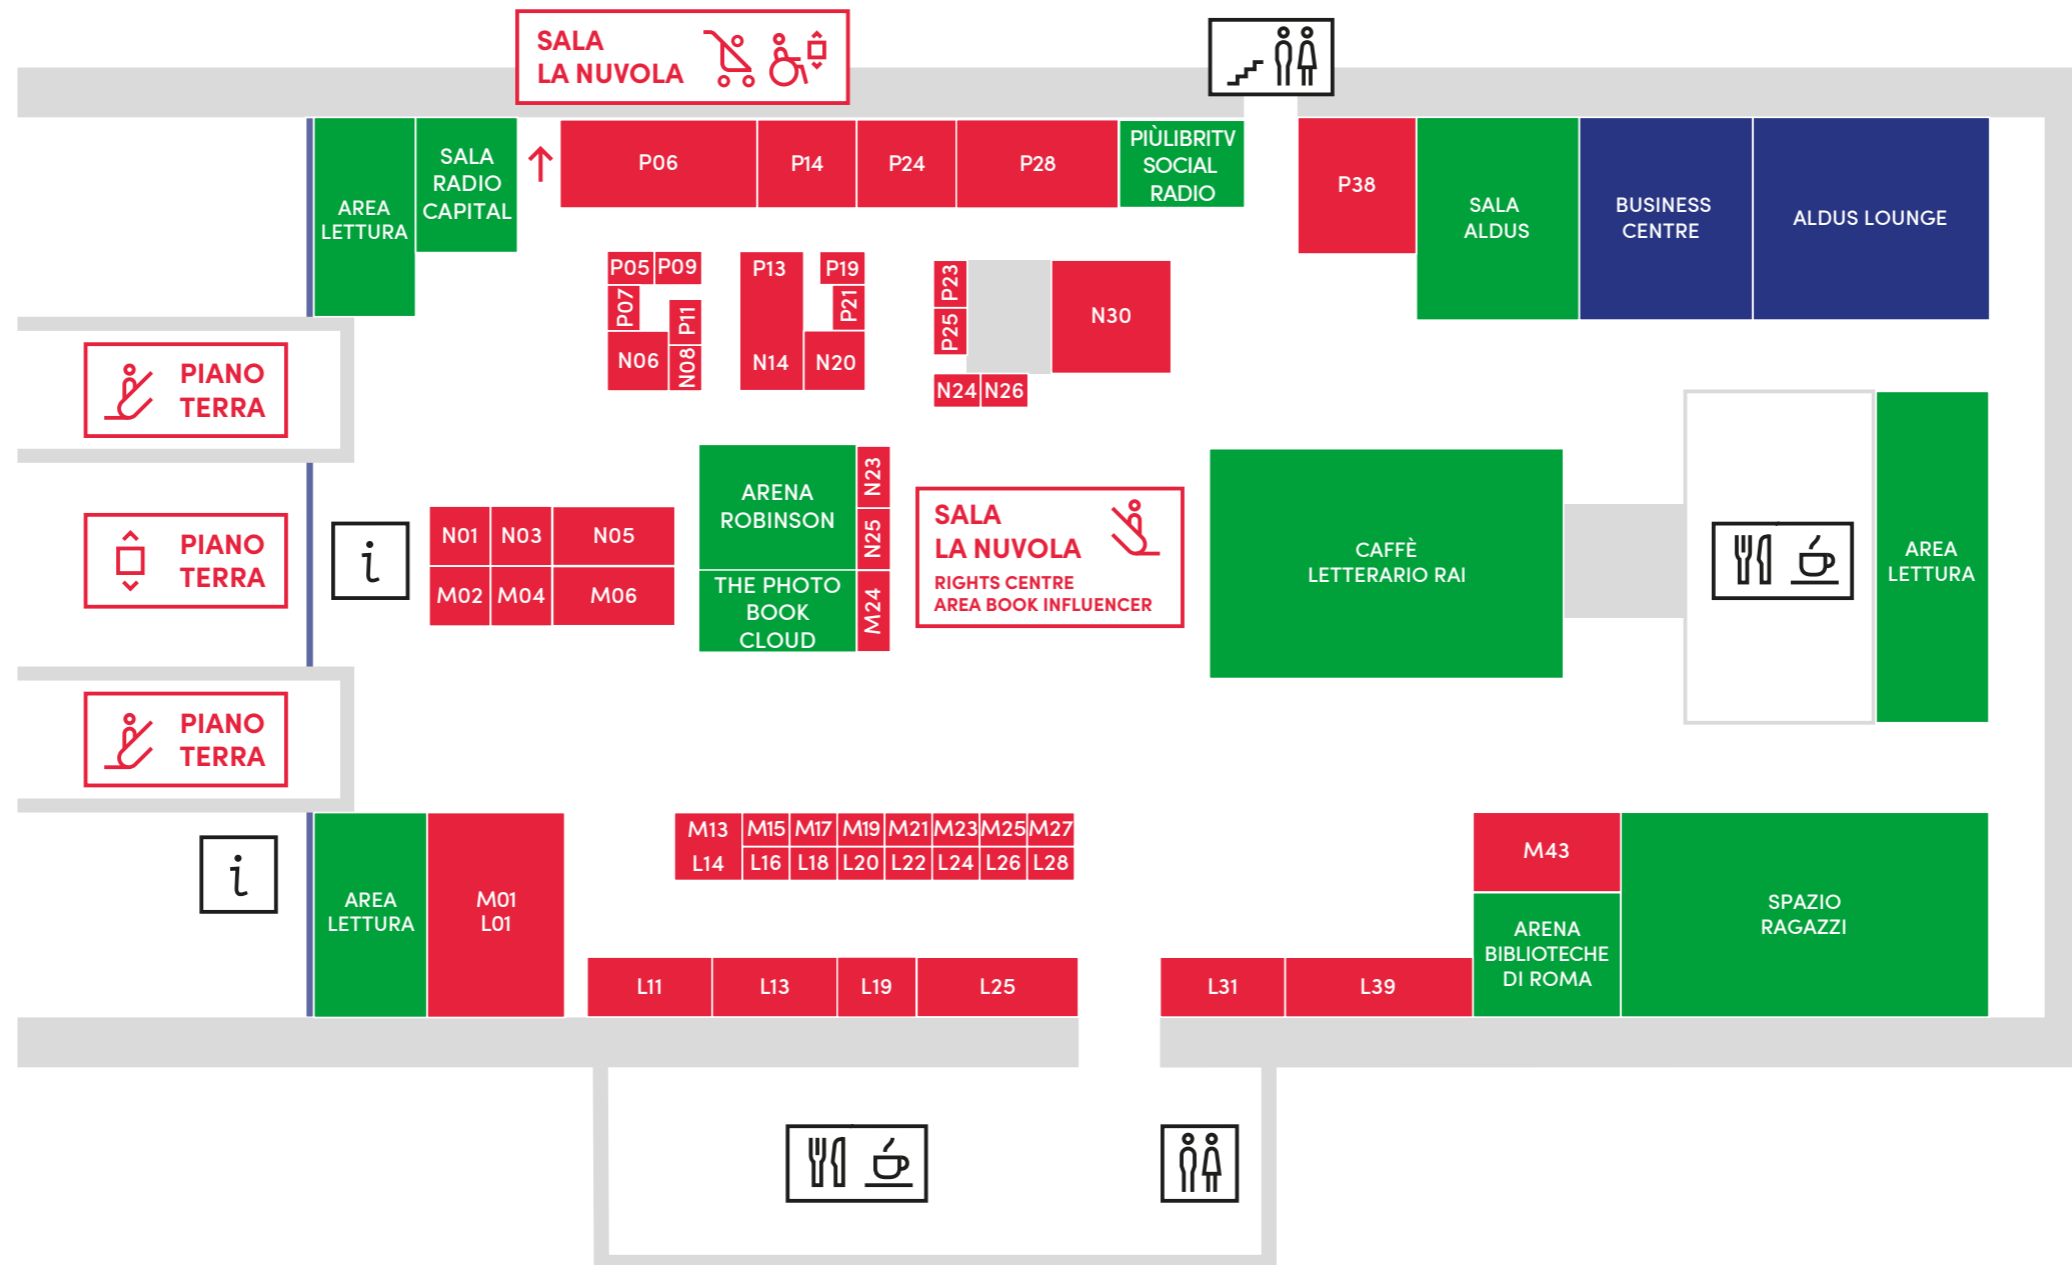 SALA
LA NUVOLA
AREA
LETTURA
SALA
RADIO
CAPITAL
P06
P14
P24
P28
PIÙLIBRITV
SOCIAL
RADIO
P38
SALA
ALDUS
BUSINESS
CENTRE
ALDUS LOUNGE
P05
P09
P07
P11
N06
N08
P13
N14
P19
P21
N20
P23
P25
N24
N26
N30
PIANO
TERRA
PIANO
TERRA
PIANO
TERRA
i
N01
N03
N05
M02
M04
M06
ARENA
ROBINSON
THE PHOTO
BOOK
CLOUD
N23
N25
M24
SALA
LA NUVOLA
RIGHTS CENTRE
AREA BOOK INFLUENCER
CAFFÈ
LETTERARIO RAI
AREA
LETTURA
i
AREA
LETTURA
M01
L01
M13
M15
M17
M19
M21
M23
M25
M27
L14
L16
L18
L20
L22
L24
L26
L28
L11
L13
L19
L25
L31
L39
M43
ARENA
BIBLIOTECHE
DI ROMA
SPAZIO
RAGAZZI